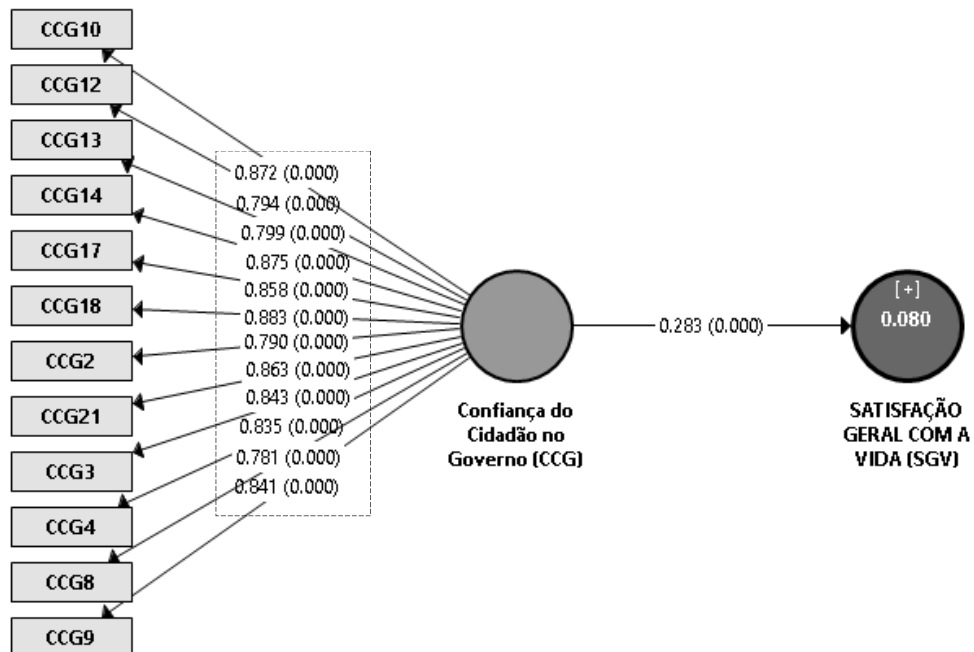 CCG10
CCG12
CCG13
CCG14
CCG17
CCG18
CCG2
CCG21
CCG3
CCG4
CCG8
CCG9
0.872 (0.000)
0.794 (0.000)
0.799 (0.000)
0.875 (0.000)
0.858 (0.000)
0.883 (0.000)
0.790 (0.000)
0.863 (0.000)
0.843 (0.000)
0.835 (0.000)
0.781 (0.000)
0.841 (0.000)
Confiança do
Cidadão no
Governo (CCG)
0.283 (0.000)
[+]
0.080
SATISFAÇÃO
GERAL COM A
VIDA (SGV)